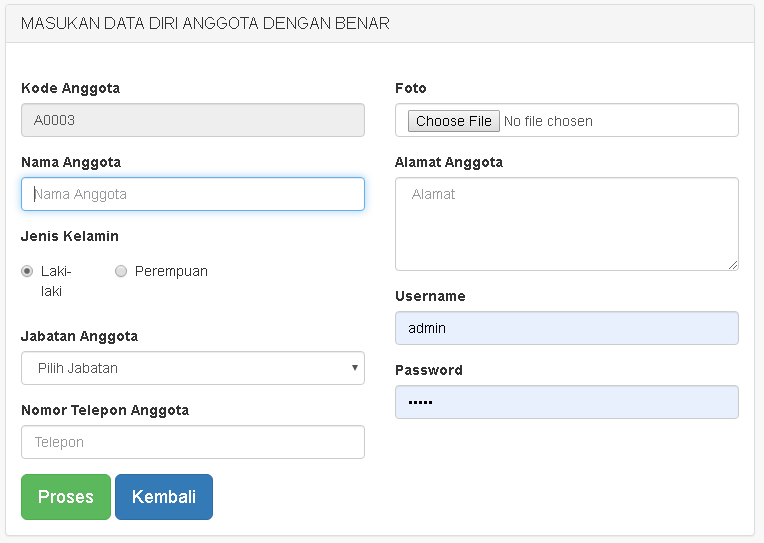 MASUKAN DATA DIRI ANGGOTA DENGAN BENAR
Kode Anggota
A0003
Nama Anggota
Nama Anggota
Jenis Kelamin
Laki-
laki
Perempuan
Jabatan Anggota
Pilih Jabatan
Nomor Telepon Anggota
Telepon
Proses
Kembali
Foto
Choose File No file chosen
Alamat Anggota
Alamat
Username
admin
Password
•••••